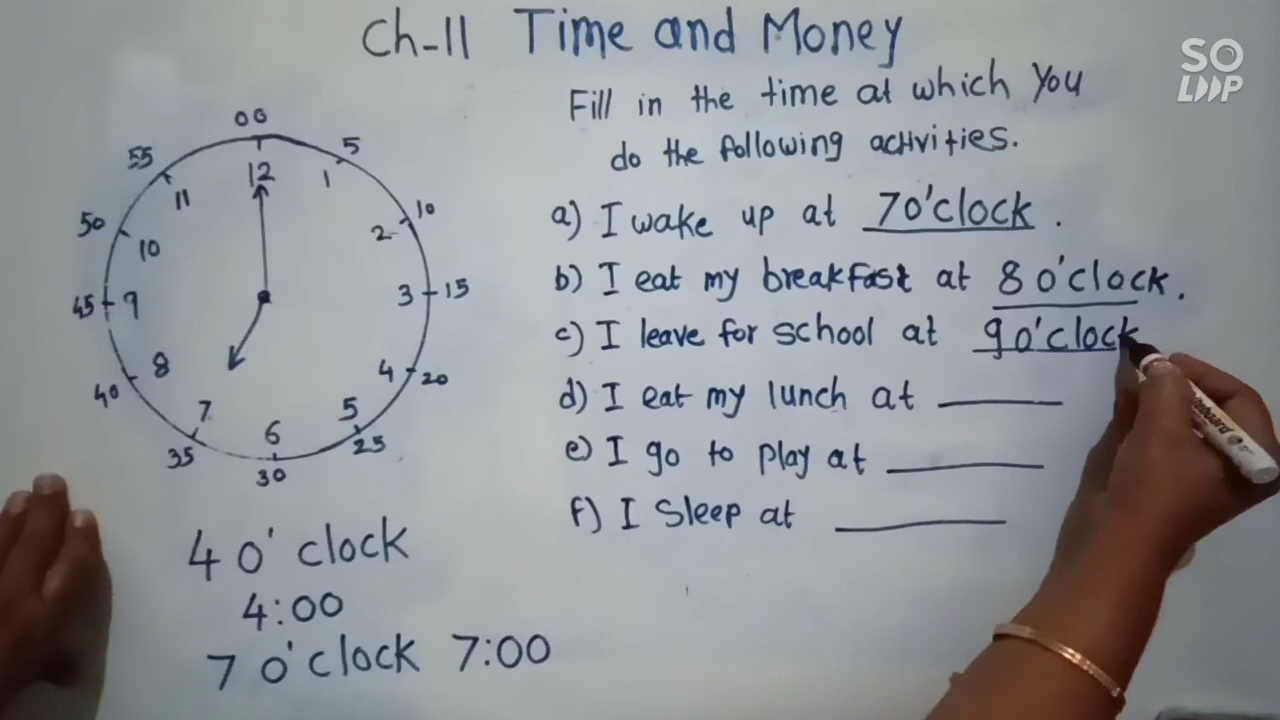 Ch-11 Time and Money
SO
LOOP
Fill in the time at which you
do the following activities.
a) I wake up at 7o'clock.
b) I eat my breakfast at 8 o'clock.
c) I leave for school at 9o'clock
d) I eat my lunch at ______
e) I go to play at ______
f) I Sleep at ______
00
55 5
12
11 1
50 10
10 2
45 9 3 15
8 4
40 20
7 5
6
35 25
30
4 o'clock
4:00
7 o'clock 7:00